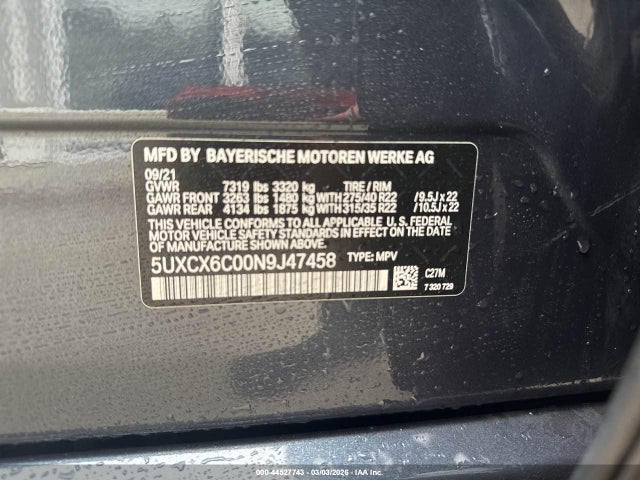 MFD BY BAYERISCHE MOTOREN WERKE AG
09/21
GVWR 7319 lbs 3320 kg TIRE / RIM
GAWR FRONT 3263 lbs 1480 kg WITH 275/40 R22 /9.5J x 22
GAWR REAR 4134 lbs 1875 kg WITH 315/35 R22 /10.5J x 22
THIS VEHICLE CONFORMS TO ALL APPLICABLE U. S. FEDERAL
MOTOR VEHICLE SAFETY STANDARDS IN EFFECT ON THE DATE
OF MANUFACTURE SHOWN ABOVE.
5UXCX6C00N9J47458 TYPE: MPV
C27M
7 320 729
000-44527743 | 03/03/2026 | IAA Inc.